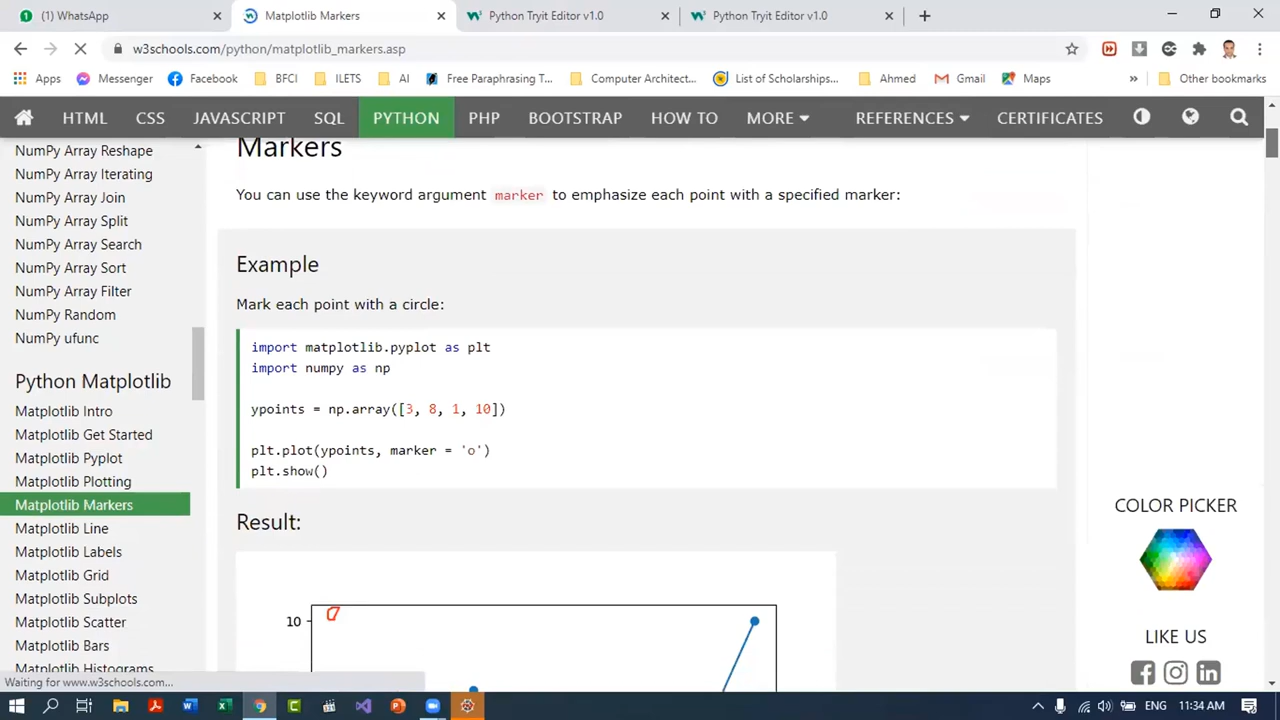 (1) WhatsApp
Matplotlib Markers
Python Tryit Editor v1.0
Python Tryit Editor v1.0
w3schools.com/python/matplotlib_markers.asp
Apps Messenger Facebook BFCI ILETS AI Free Paraphrasing T... Computer Architect... List of Scholarships... Ahmed Gmail Maps » Other bookmarks
HTML CSS JAVASCRIPT SQL PYTHON PHP BOOTSTRAP HOW TO MORE REFERENCES CERTIFICATES
NumPy Array Reshape
NumPy Array Iterating
NumPy Array Join
NumPy Array Split
NumPy Array Search
NumPy Array Sort
NumPy Array Filter
NumPy Random
NumPy ufunc
Python Matplotlib
Matplotlib Intro
Matplotlib Get Started
Matplotlib Pyplot
Matplotlib Plotting
Matplotlib Markers
Matplotlib Line
Matplotlib Labels
Matplotlib Grid
Matplotlib Subplots
Matplotlib Scatter
Matplotlib Bars
Matplotlib Histograms
Markers
You can use the keyword argument marker to emphasize each point with a specified marker:
Example
Mark each point with a circle:
import matplotlib.pyplot as plt
import numpy as np
ypoints = np.array([3, 8, 1, 10])
plt.plot(ypoints, marker = 'o')
plt.show()
Result:
10
COLOR PICKER
LIKE US
Waiting for www.w3schools.com...
ENG 11:34 AM